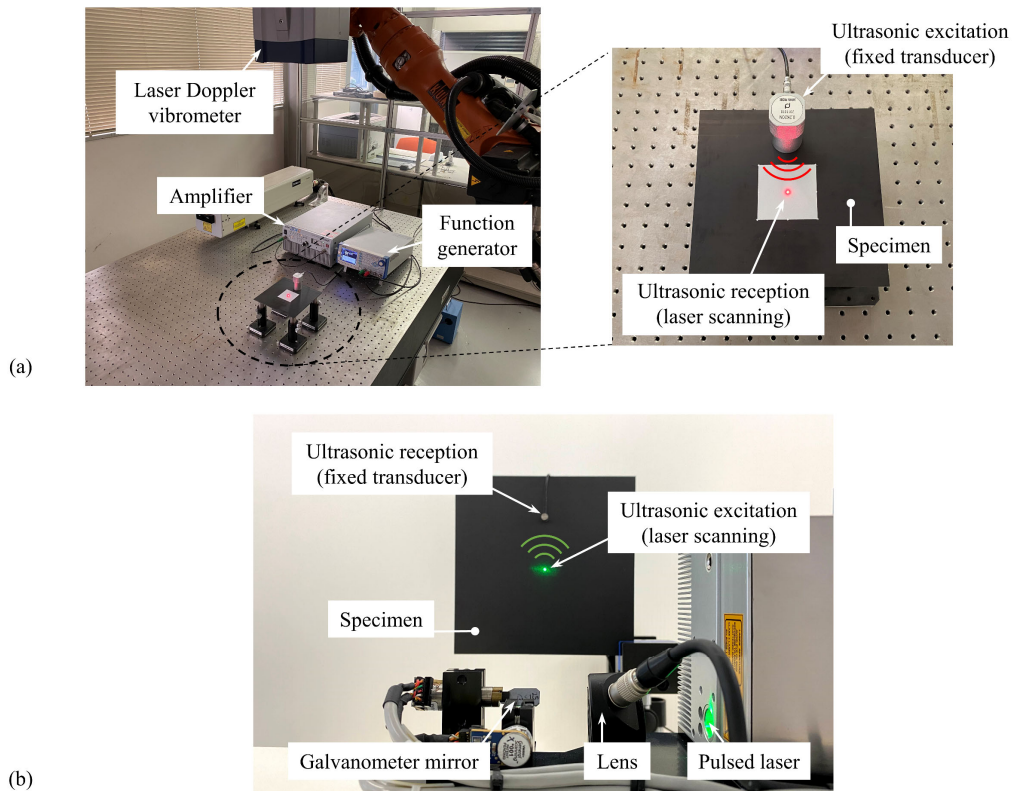 Laser Doppler
vibrometer
Amplifier
Function
generator
Ultrasonic excitation
(fixed transducer)
Specimen
Ultrasonic reception
(laser scanning)
(a)
Ultrasonic reception
(fixed transducer)
Ultrasonic excitation
(laser scanning)
Specimen
Galvanometer mirror
Lens
Pulsed laser
(b)